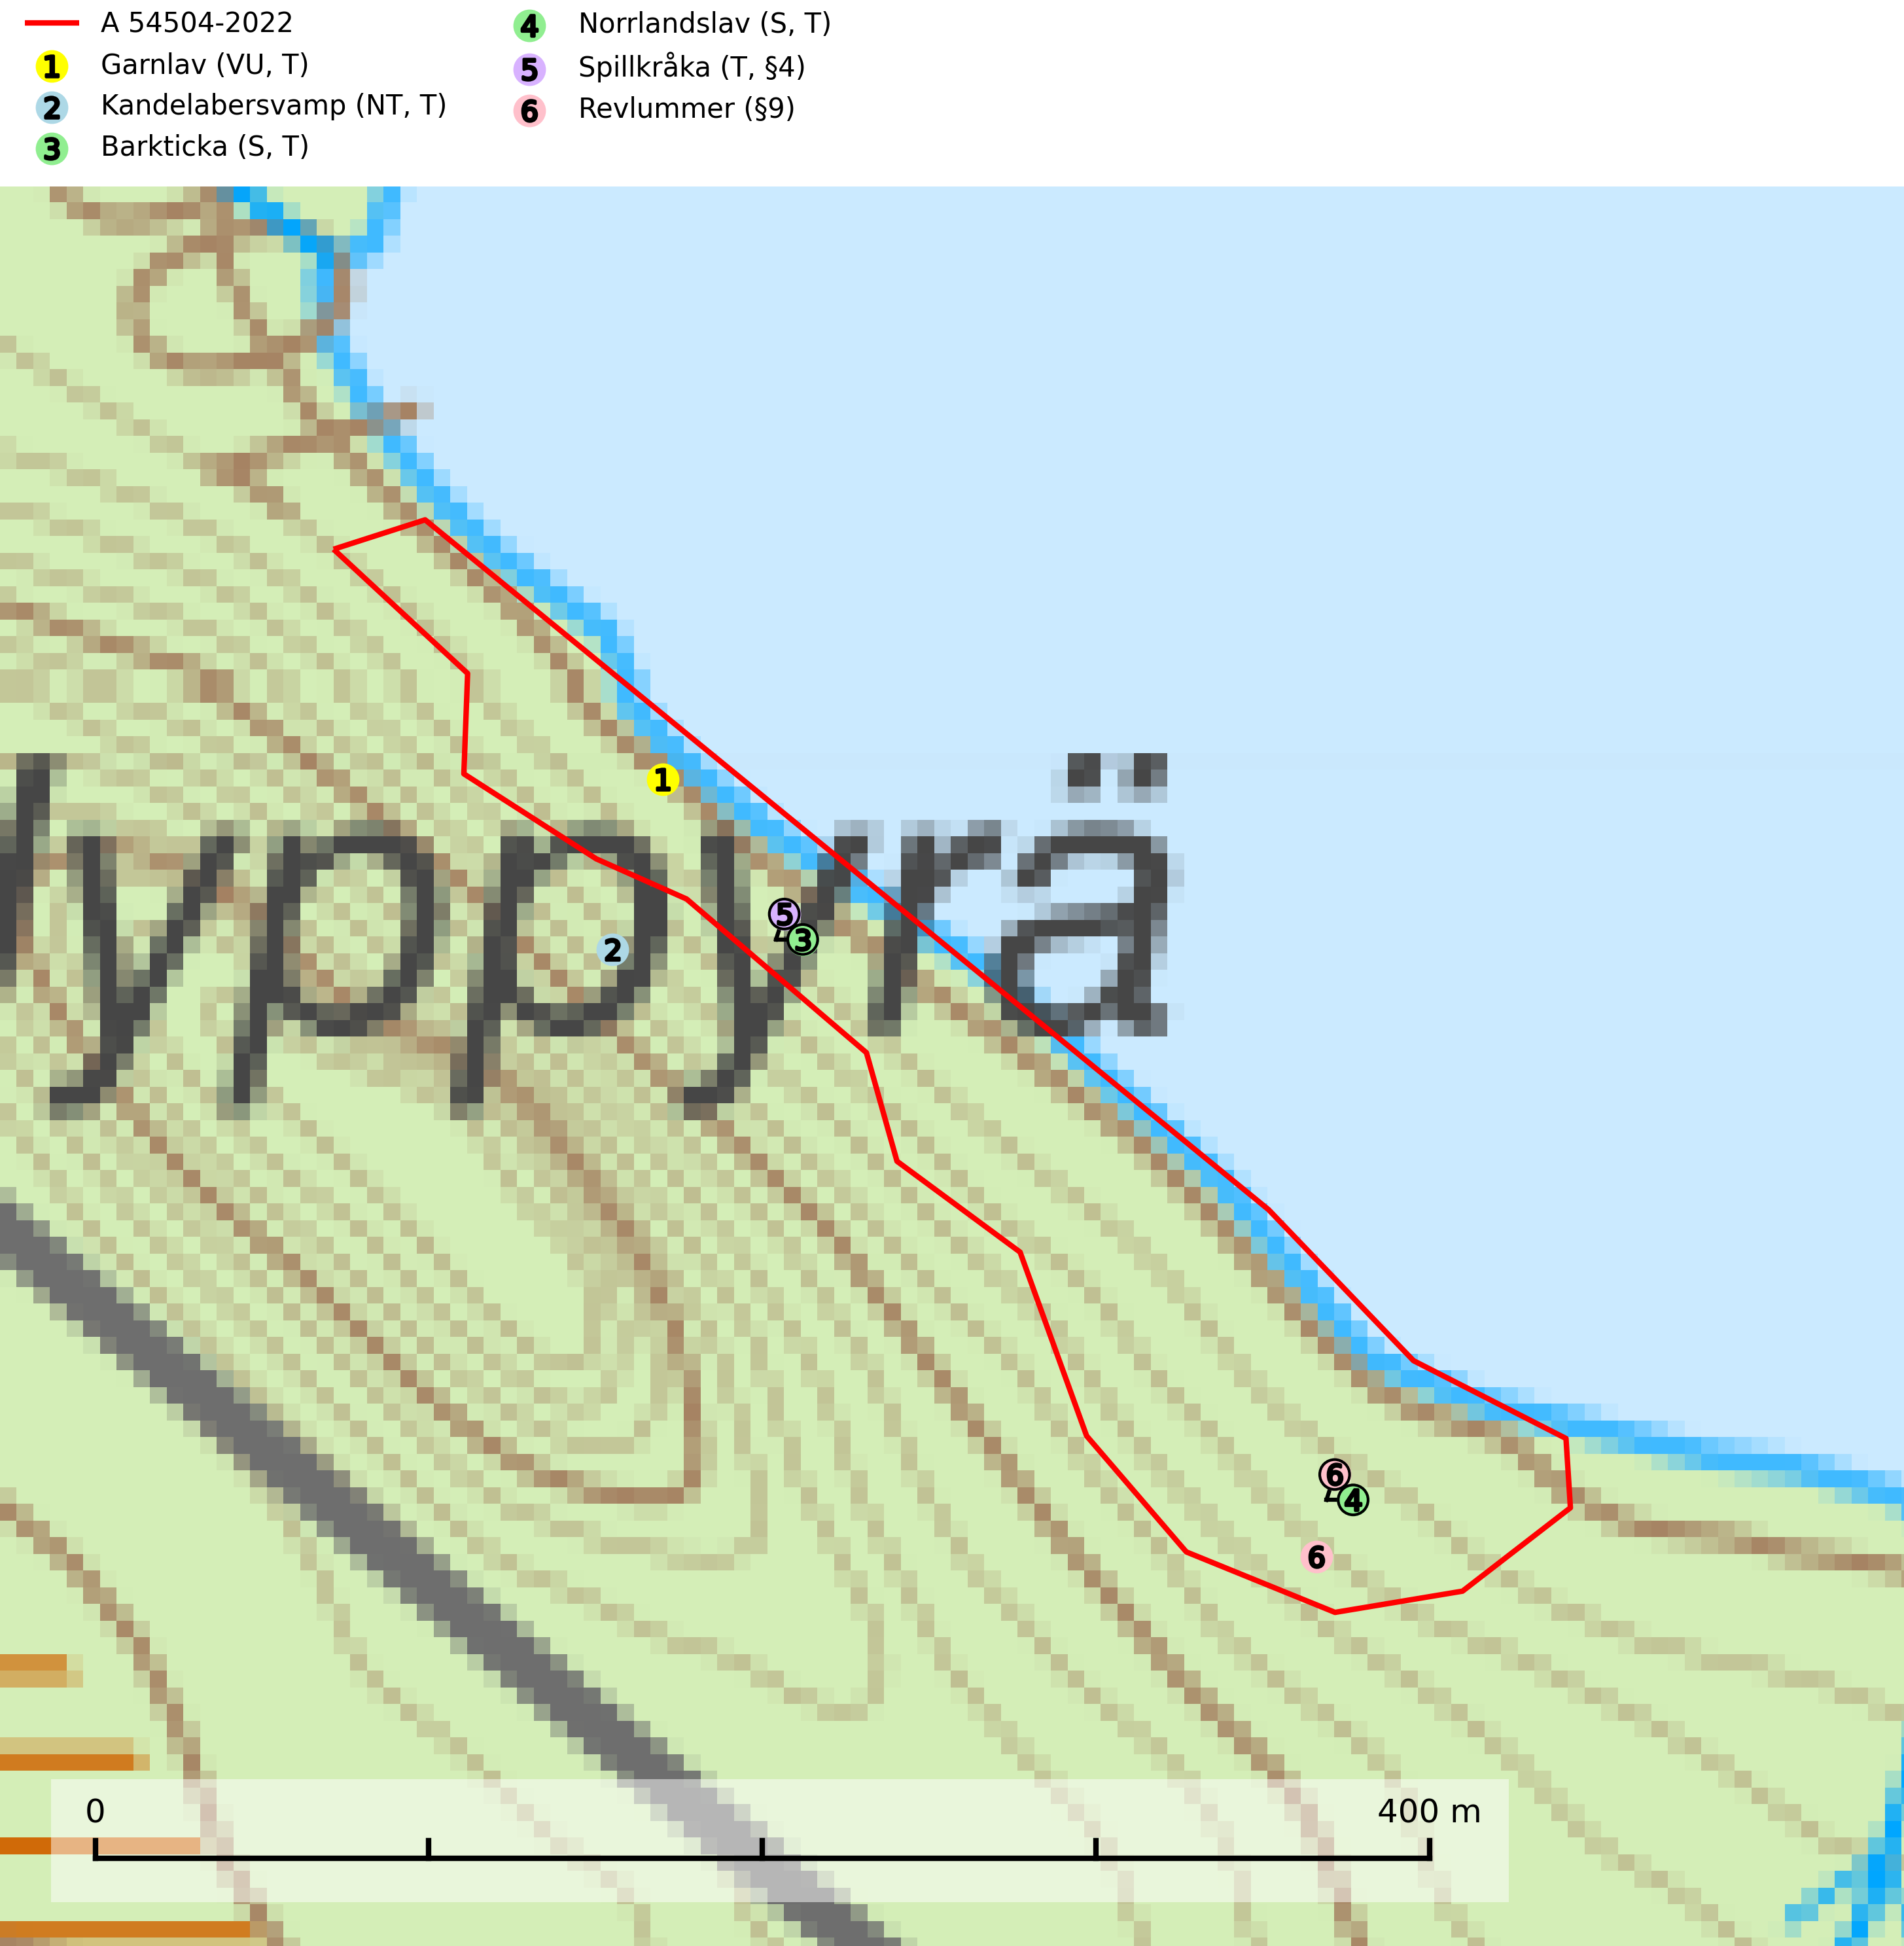 A 54504-2022
1 Garnlav (VU, T)
2 Kandelabersvamp (NT, T)
3 Barkticka (S, T)
4 Norrlandslav (S, T)
5 Spillkråka (T, §4)
6 Revlummer (§9)
1
yppyrä
5
3
2
6
4
6
0 400 m